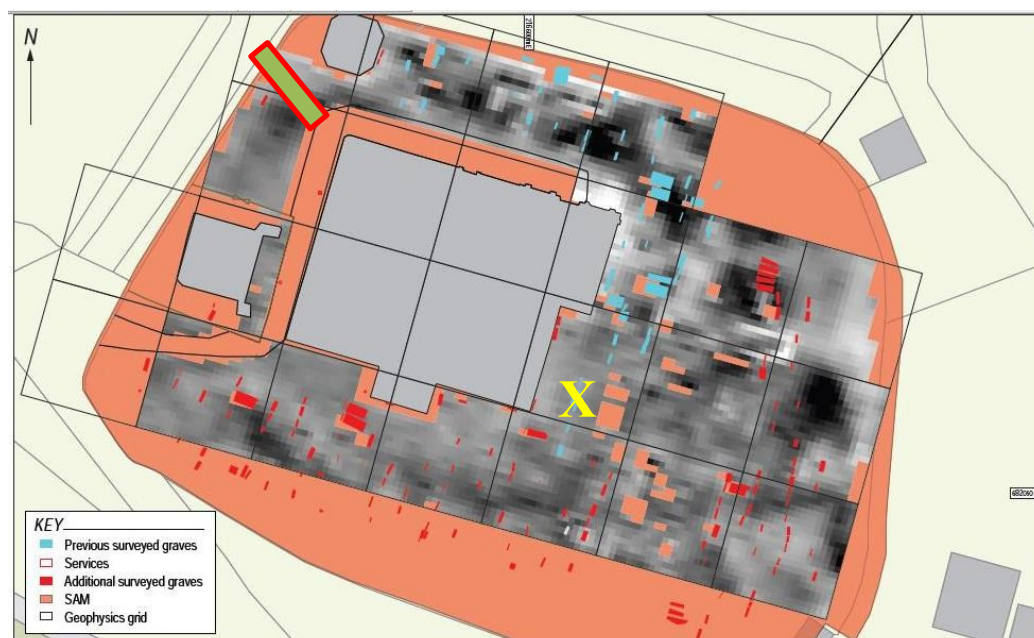 N
X
KEY
Previous surveyed graves
Services
Additional surveyed graves
SAM
Geophysics grid